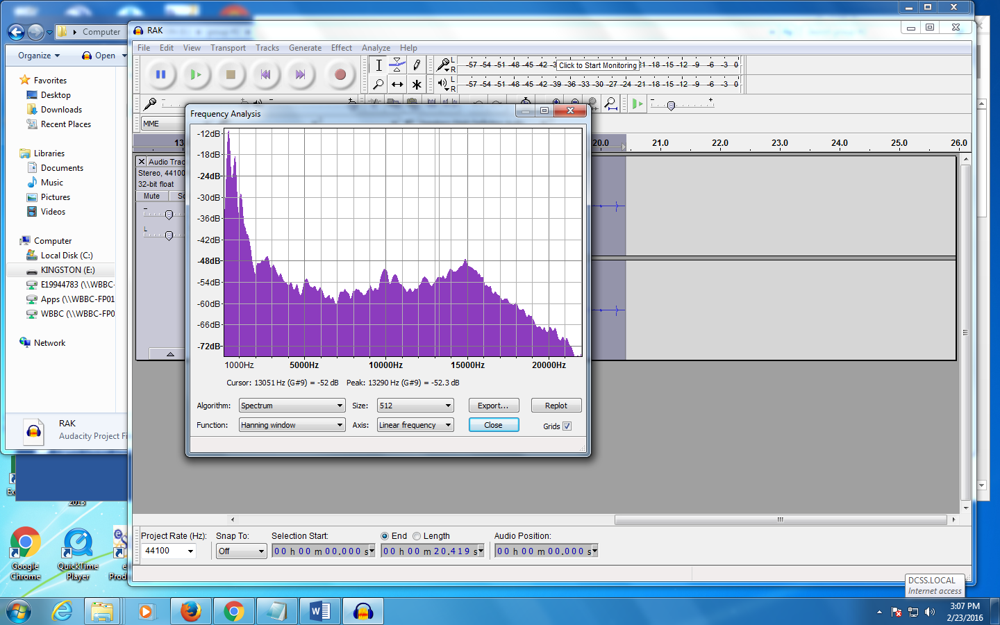 Computer
Organize
Open
Favorites
Desktop
Downloads
Recent Places
Libraries
Documents
Music
Pictures
Videos
Computer
Local Disk (C:)
KINGSTON (E:)
E19944783 (\\WBBC-
Apps (\\WBBC-FP01
WBBC (\\WBBC-FP0
Network
RAK
Audacity Project Fi
RAK
File Edit View Transport Tracks Generate Effect Analyze Help
L
R
-57 -54 -51 -48 -45 -42 Click to Start Monitoring -18 -15 -12 -9 -6 -3 0
L
R
-57 -54 -51 -48 -45 -42 -39 -36 -33 -30 -27 -24 -21 -18 -15 -12 -9 -6 -3 0
MME
20.0 21.0 22.0 23.0 24.0 25.0 26.0
Audio Trac
Stereo, 44100
32-bit float
Mute
L
Frequency Analysis
-12dB
-18dB
-24dB
-30dB
-36dB
-42dB
-48dB
-54dB
-60dB
-66dB
-72dB
1000Hz 5000Hz 10000Hz 15000Hz 20000Hz
Cursor: 13051 Hz (G#9) = -52 dB Peak: 13290 Hz (G#9) = -52.3 dB
Algorithm: Spectrum Size: 512 Export... Replot
Function: Hanning window Axis: Linear frequency Close Grids
Project Rate (Hz): Snap To: Selection Start: End Length Audio Position:
44100 Off 00 h 00 m 00.000 s 00 h 00 m 20.419 s 00 h 00 m 00.000 s
Google
Chrome
QuickTime
Player
DCSS.LOCAL
Internet access
3:07 PM
2/23/2016